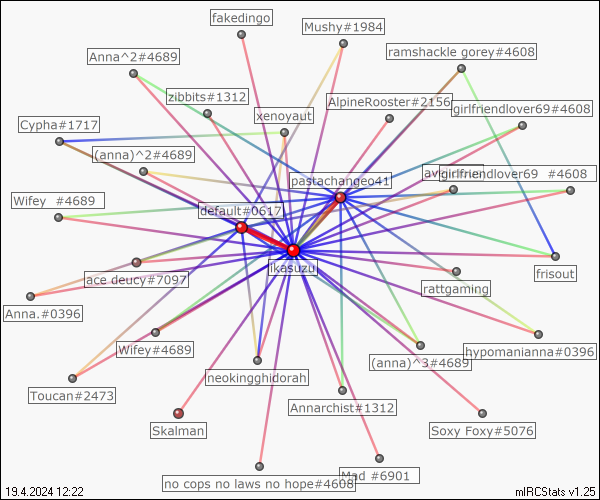 fakedingo
Mushy#1984
Anna^2#4689
ramshackle gorey#4608
zibbits#1312
AlpineRooster#2156
girlfriendlover69#4608
xenoyaut
Cypha#1717
(anna)^2#4689
pastachangeo41
girlfriendlover69 #4608
Wifey #4689
default#0617
ikasuzu
frisout
ace deucy#7097
rattgaming
Anna.#0396
Wifey#4689
(anna)^3#4689
hypomanianna#0396
neokingghidorah
Toucan#2473
Annarchist#1312
Skalman
Soxy Foxy#5076
no cops no laws no hope#4608
Mad #6901
19.4.2024 12:22
mIRCStats v1.25